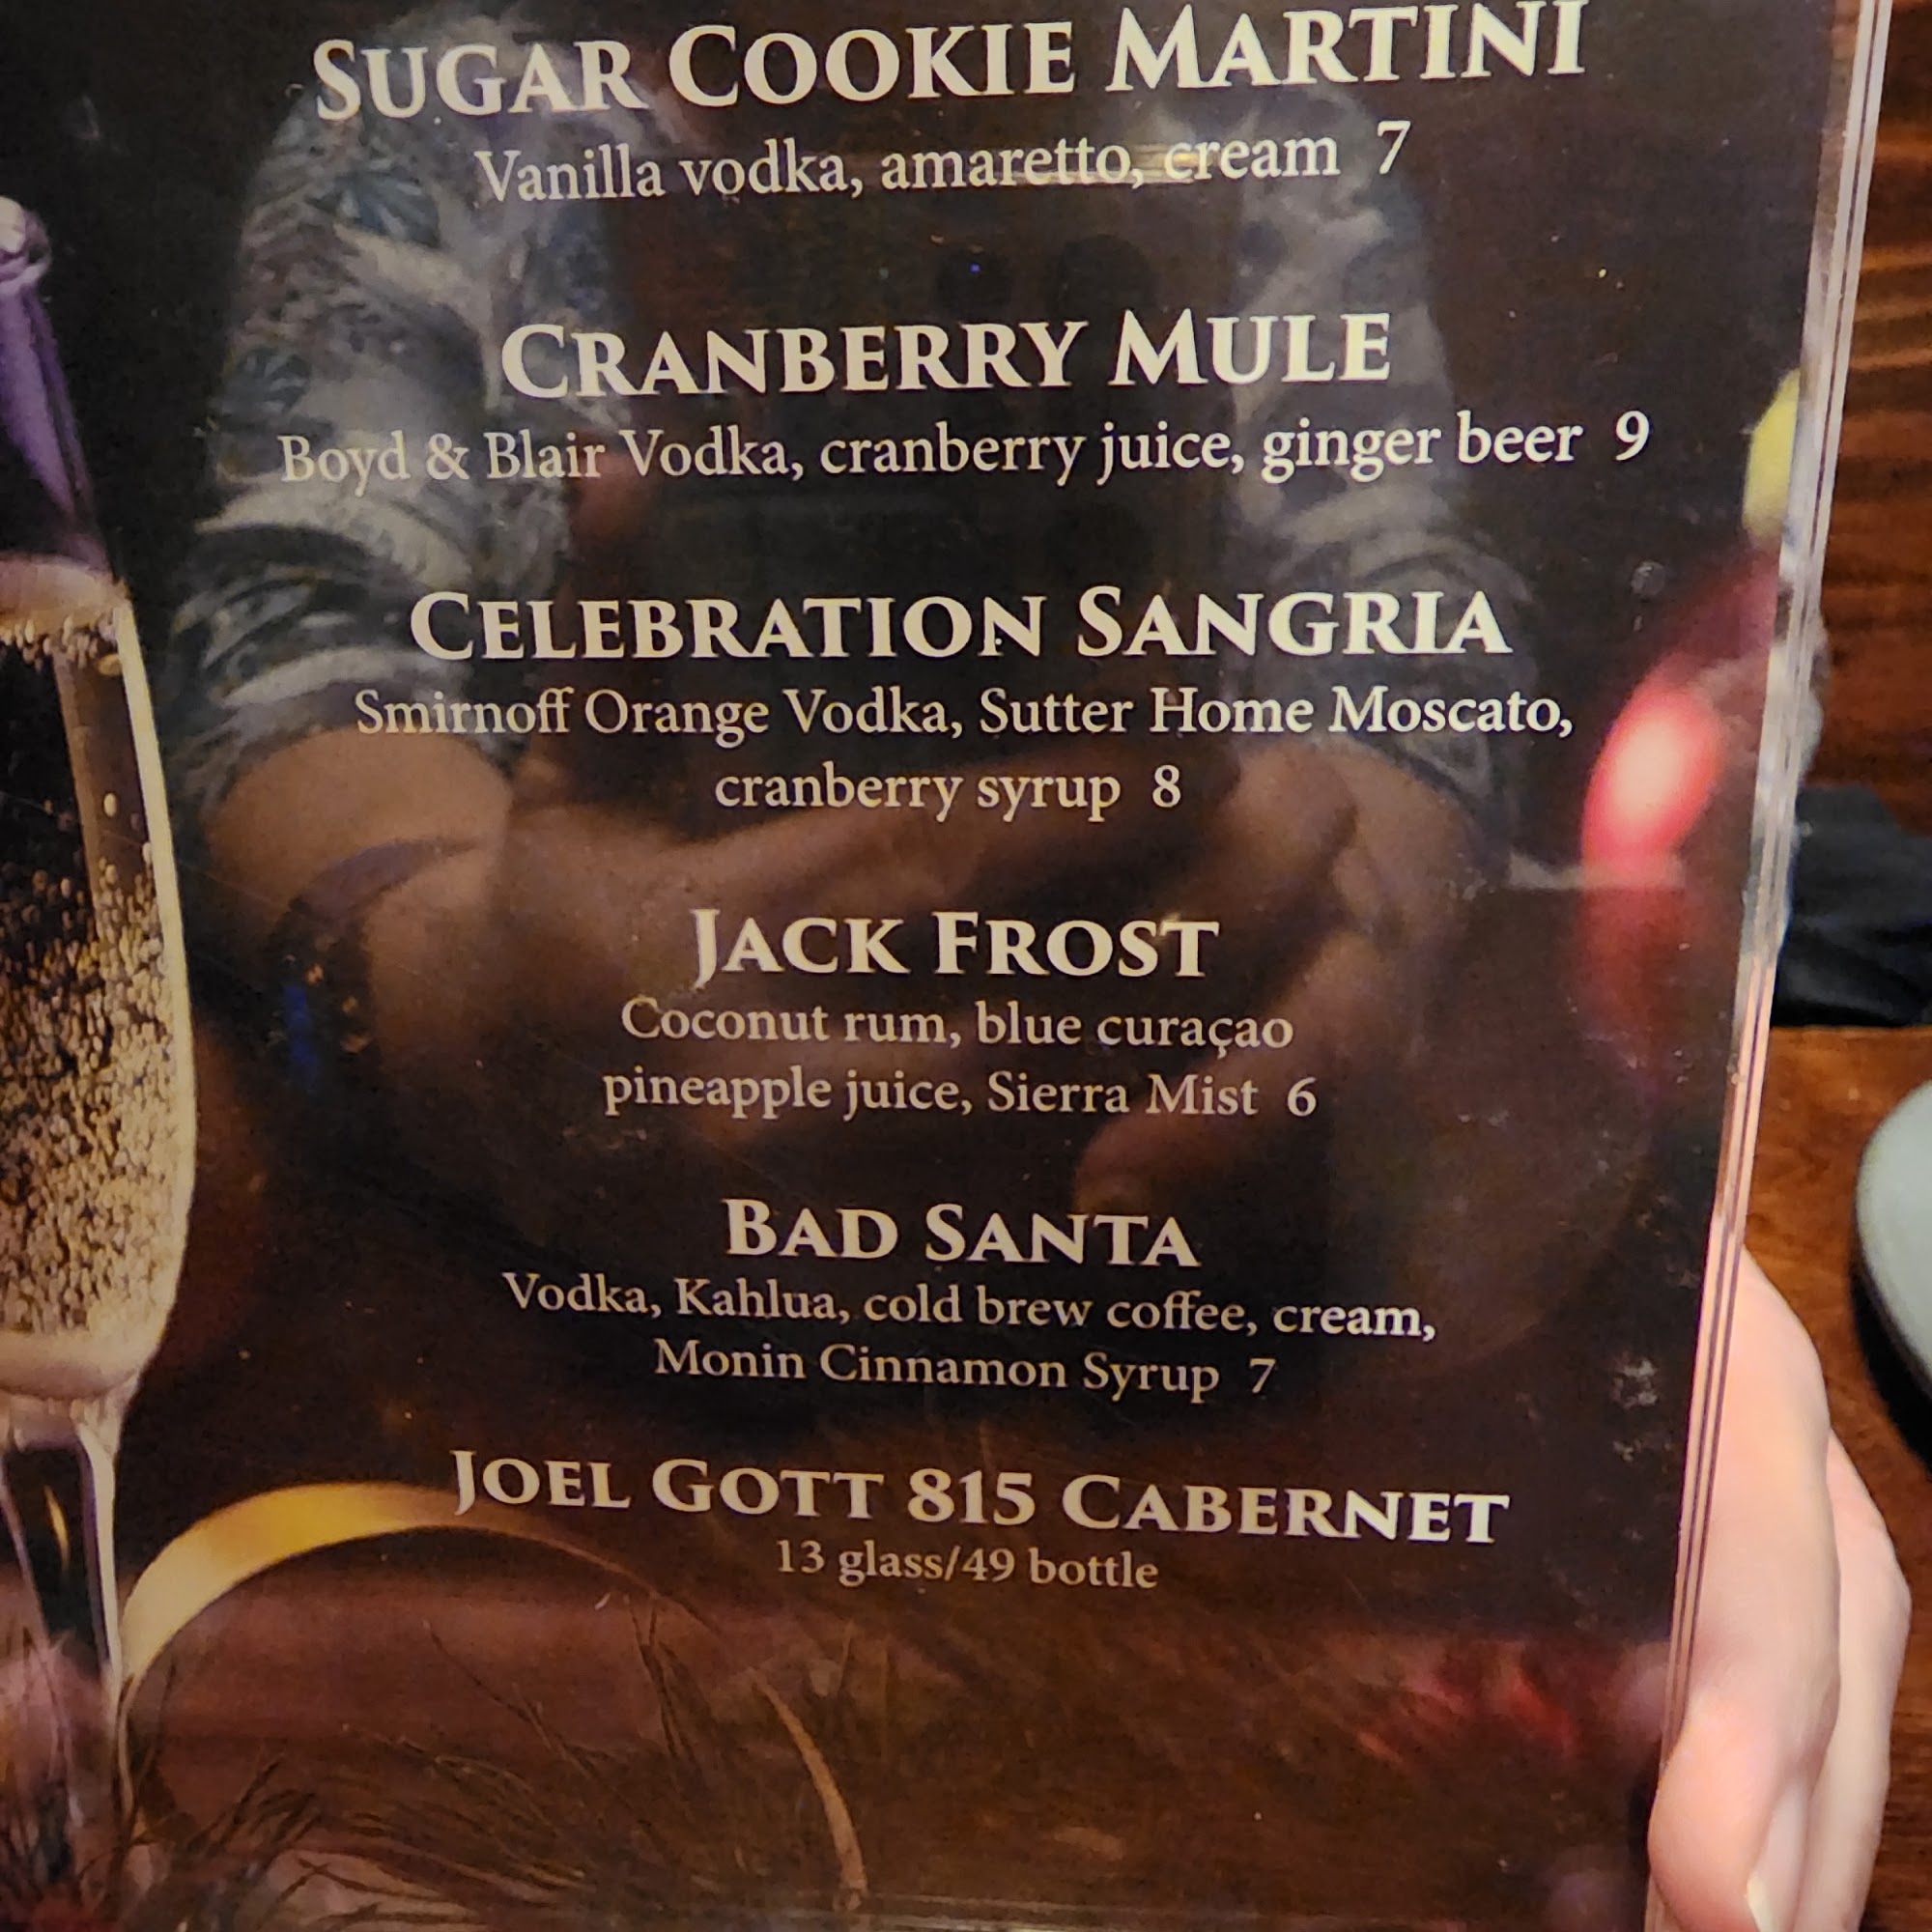 SUGAR COOKIE MARTINI
Vanilla vodka, amaretto, cream 7
CRANBERRY MULE
Boyd & Blair Vodka, cranberry juice, ginger beer 9
CELEBRATION SANGRIA
Smirnoff Orange Vodka, Sutter Home Moscato,
cranberry syrup 8
JACK FROST
Coconut rum, blue curaçao
pineapple juice, Sierra Mist 6
BAD SANTA
Vodka, Kahlua, cold brew coffee, cream,
Monin Cinnamon Syrup 7
JOEL GOTT 815 CABERNET
13 glass/49 bottle